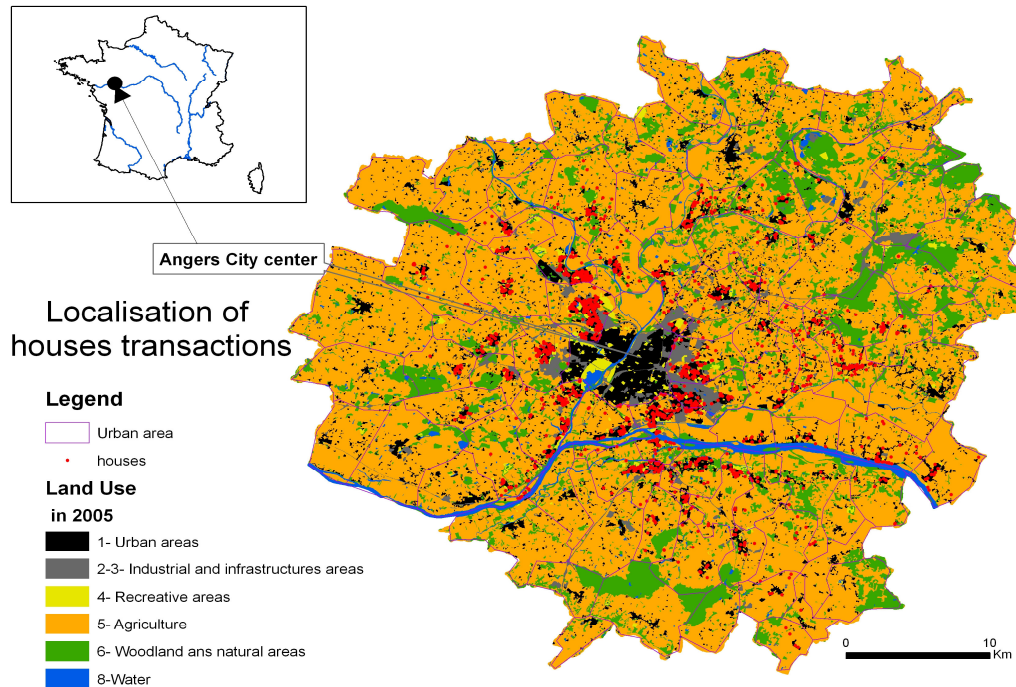 Angers City center
Localisation of
houses transactions
Legend
Urban area
houses
Land Use
in 2005
1- Urban areas
2-3- Industrial and infrastructures areas
4- Recreative areas
5- Agriculture
6- Woodland ans natural areas
8-Water
0 10
Km